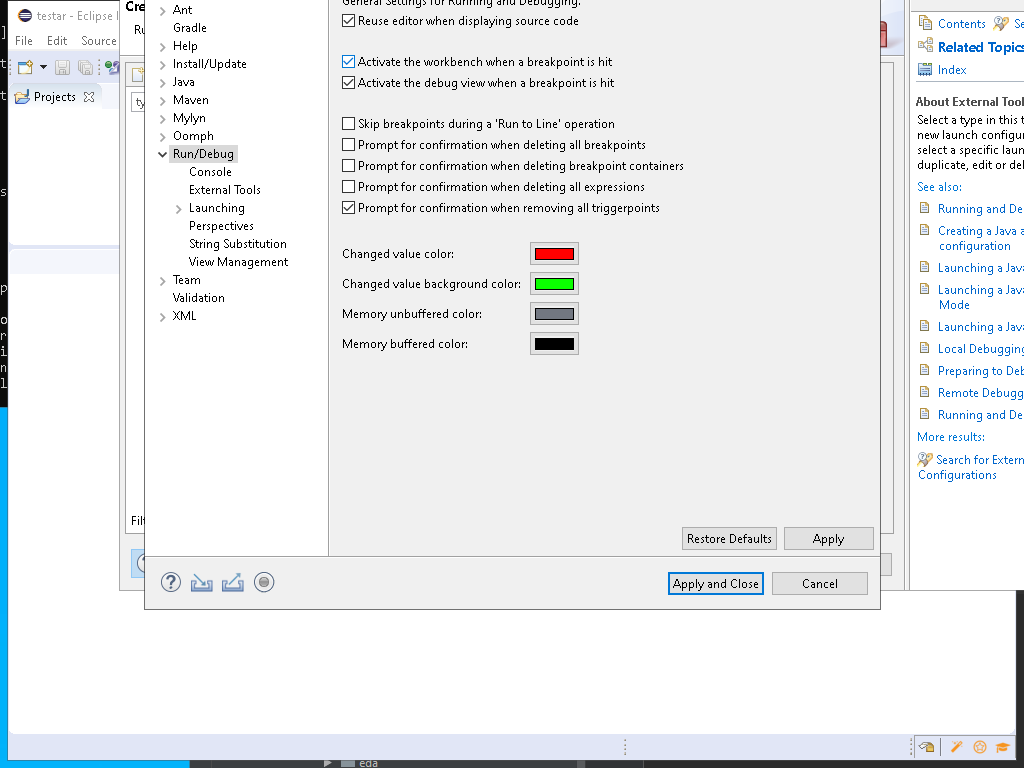 testar - Eclipse
File Edit Source
Projects
Cre
Ru
ty
Filt
Ant
Gradle
Help
Install/Update
Java
Maven
Mylyn
Oomph
Run/Debug
Console
External Tools
Launching
Perspectives
String Substitution
View Management
Team
Validation
XML
General Settings for Running and Debugging.
Reuse editor when displaying source code
Activate the workbench when a breakpoint is hit
Activate the debug view when a breakpoint is hit
Skip breakpoints during a 'Run to Line' operation
Prompt for confirmation when deleting all breakpoints
Prompt for confirmation when deleting breakpoint containers
Prompt for confirmation when deleting all expressions
Prompt for confirmation when removing all triggerpoints
Changed value color:
Changed value background color:
Memory unbuffered color:
Memory buffered color:
Restore Defaults
Apply
Apply and Close
Cancel
Contents
Se
Related Topics
Index
About External Tool
Select a type in this t
new launch configur
select a specific laun
duplicate, edit or del
See also:
Running and De
Creating a Java a
configuration
Launching a Java
Launching a Java
Mode
Launching a Java
Local Debugging
Preparing to Deb
Remote Debugg
Running and De
More results:
Search for Extern
Configurations
eda